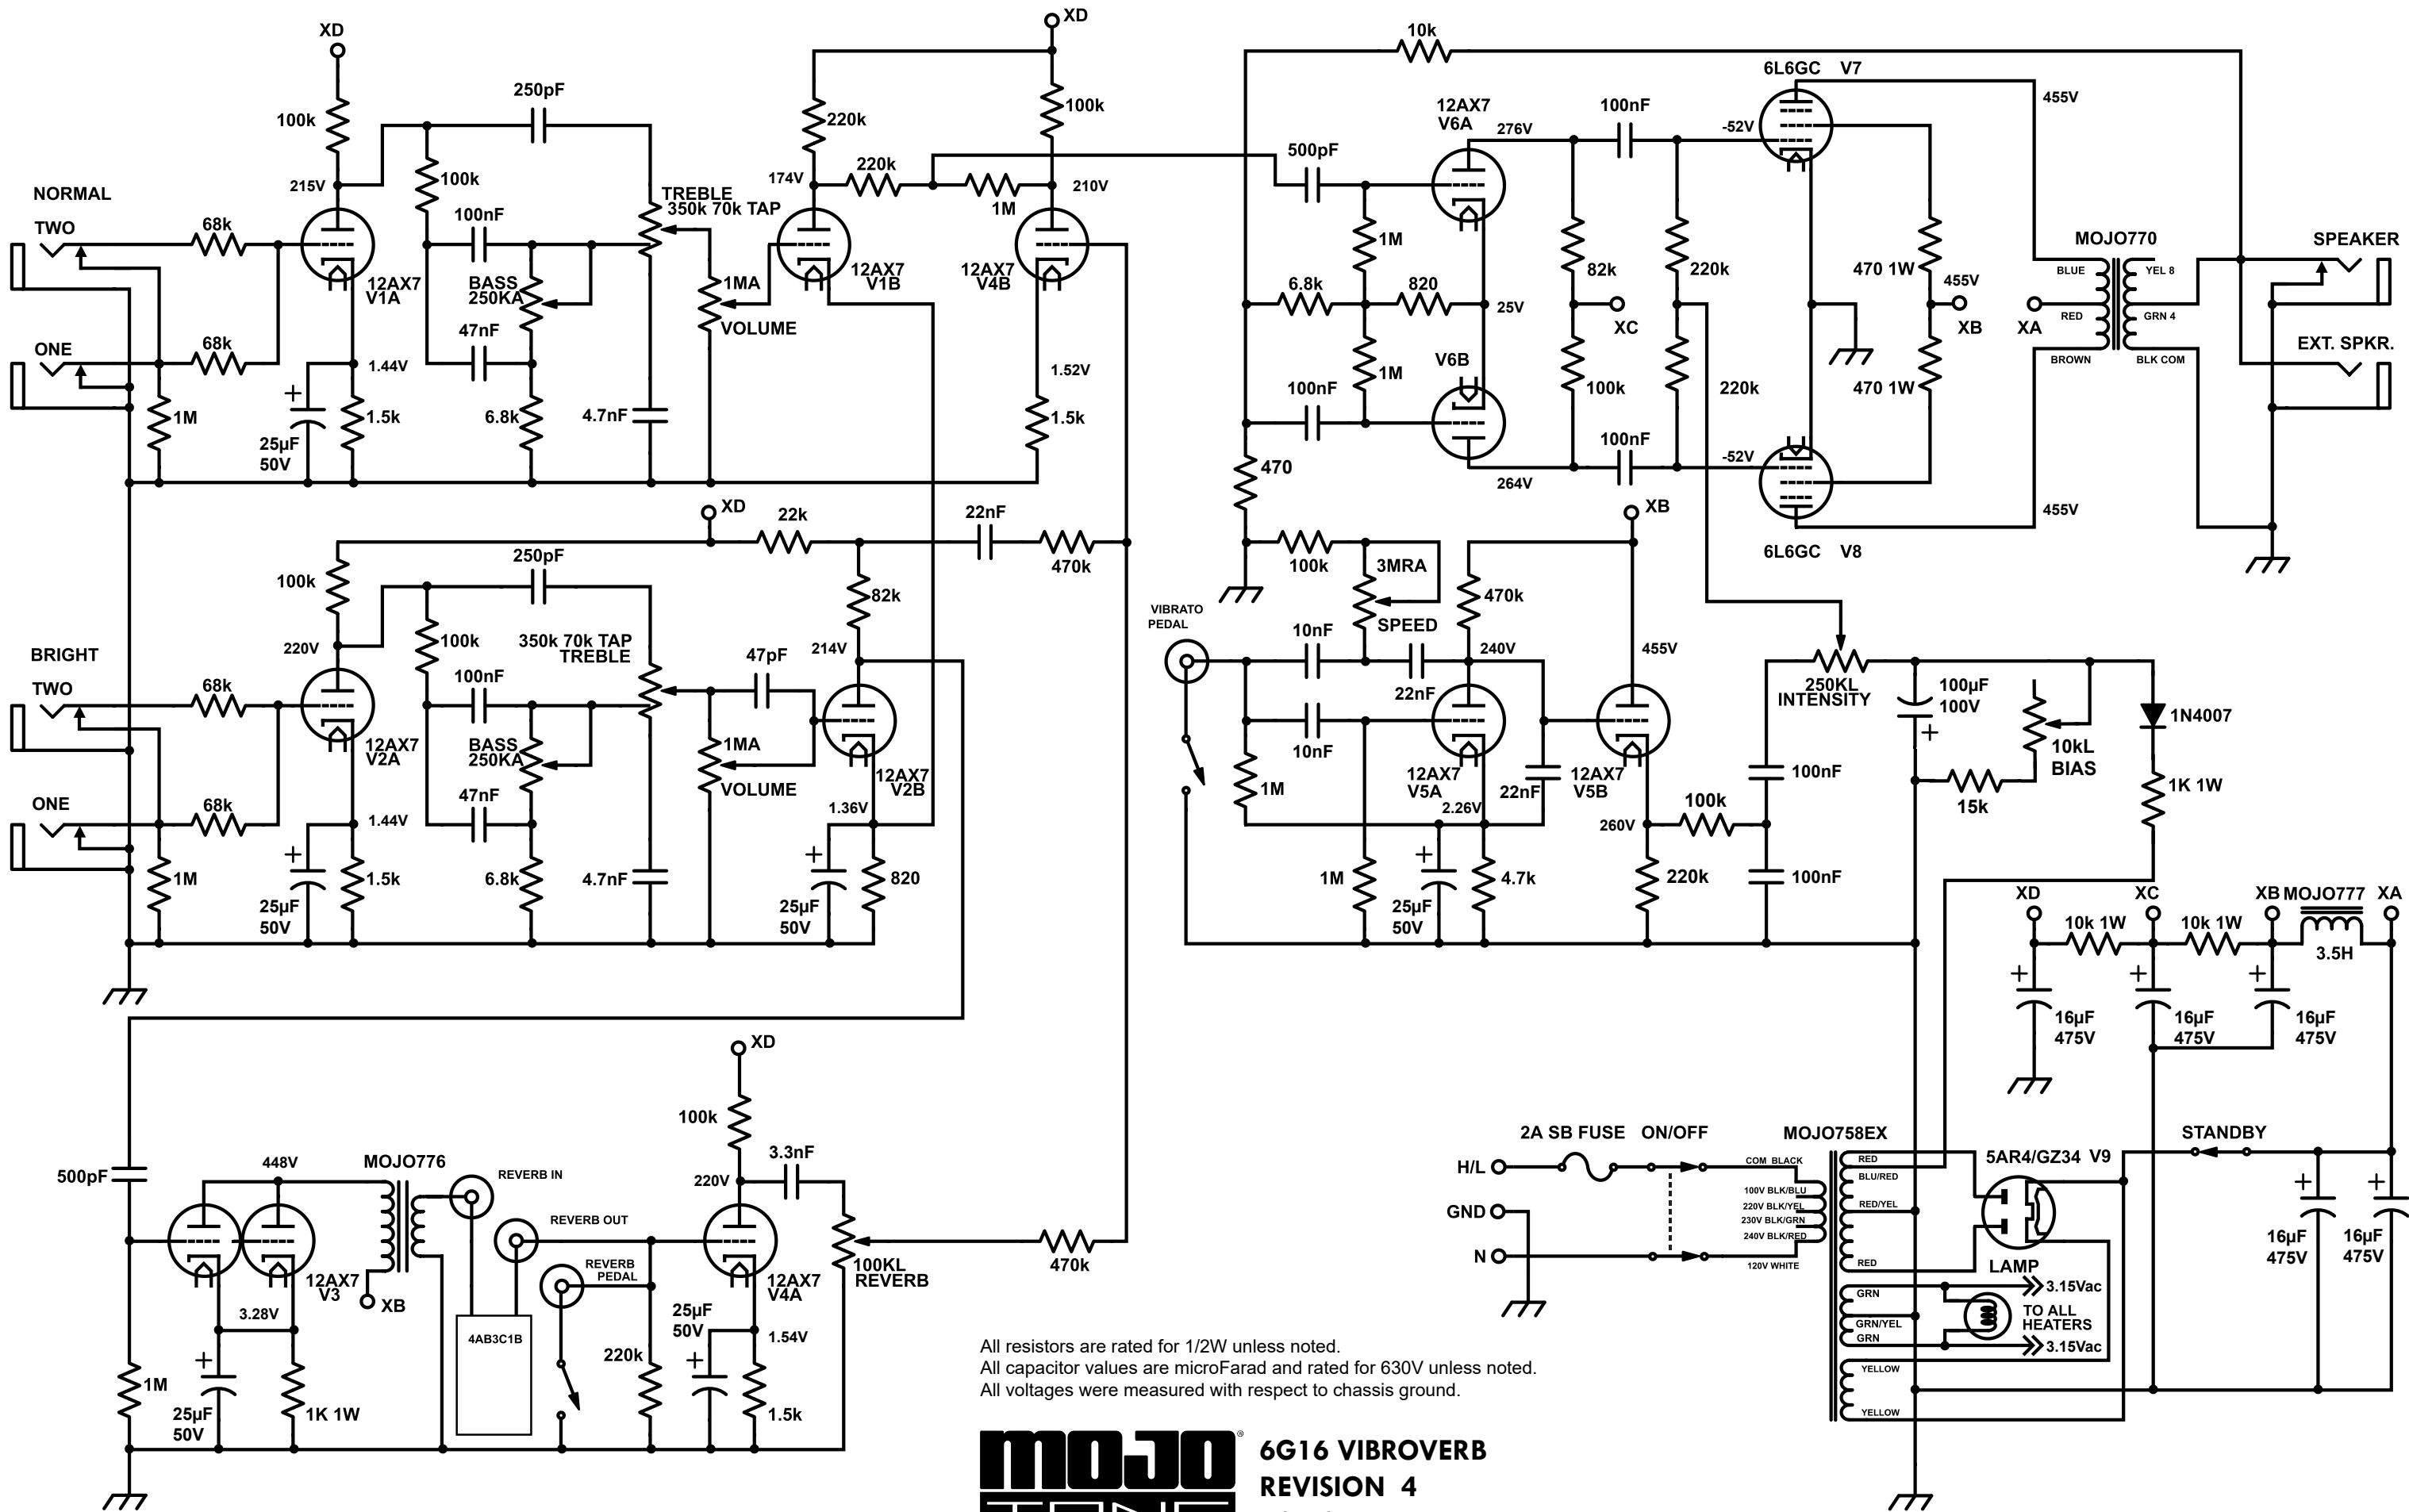 XD
100k
215V
250pF
100k
NORMAL
TWO
68k
100nF
TREBLE
350k 70k TAP
12AX7
V1A
BASS
250KA
1MA
VOLUME
ONE
68k
47nF
1.44V
1M
25µF
50V
1.5k
6.8k
4.7nF
XD
220k
100k
174V
220k
1M
210V
12AX7
V1B
12AX7
V4B
1.52V
1.5k
XD
22k
22nF
470k
100k
250pF
82k
220V
100k
350k 70k TAP
TREBLE
214V
47pF
BRIGHT
TWO
68k
100nF
12AX7
V2A
BASS
250KA
1MA
VOLUME
12AX7
V2B
ONE
68k
47nF
1.44V
1.36V
1M
25µF
50V
1.5k
6.8k
4.7nF
25µF
50V
820
XD
100k
3.3nF
500pF
448V
MOJO776
REVERB IN
220V
REVERB OUT
REVERB
PEDAL
12AX7
V3
XB
3.28V
12AX7
V4A
100KL
REVERB
470k
4AB3C1B
25µF
50V
1.54V
220k
1M
25µF
50V
1K 1W
1.5k
10k
6L6GC V7
455V
12AX7
V6A
276V
100nF
-52V
500pF
1M
82k
220k
470 1W
MOJO770
SPEAKER
BLUE
YEL 8
6.8k
820
25V
XC
455V
XB
XA
RED
GRN 4
V6B
1M
100k
220k
470 1W
BROWN
BLK COM
EXT. SPKR.
100nF
100nF
-52V
470
264V
XB
455V
6L6GC V8
100k
3MRA
470k
SPEED
VIBRATO
PEDAL
10nF
240V
455V
22nF
250KL
INTENSITY
100µF
100V
1N4007
10nF
10kL
BIAS
1M
12AX7
V5A
22nF
12AX7
V5B
100nF
1K 1W
15k
2.26V
260V
100k
1M
25µF
50V
4.7k
220k
100nF
XD
XC
XB
MOJO777
XA
10k 1W
10k 1W
3.5H
16µF
475V
16µF
475V
16µF
475V
2A SB FUSE
ON/OFF
MOJO758EX
5AR4/GZ34 V9
STANDBY
H/L
COM BLACK
RED
BLU/RED
100V BLK/BLU
220V BLK/YEL
230V BLK/GRN
240V BLK/RED
120V WHITE
GND
N
RED/YEL
RED
16µF
475V
16µF
475V
LAMP
GRN
3.15Vac
TO ALL
HEATERS
GRN/YEL
GRN
3.15Vac
YELLOW
YELLOW
All resistors are rated for 1/2W unless noted.
All capacitor values are microFarad and rated for 630V unless noted.
All voltages were measured with respect to chassis ground.
MOJO ®
TONE
6G16 VIBROVERB
REVISION 4